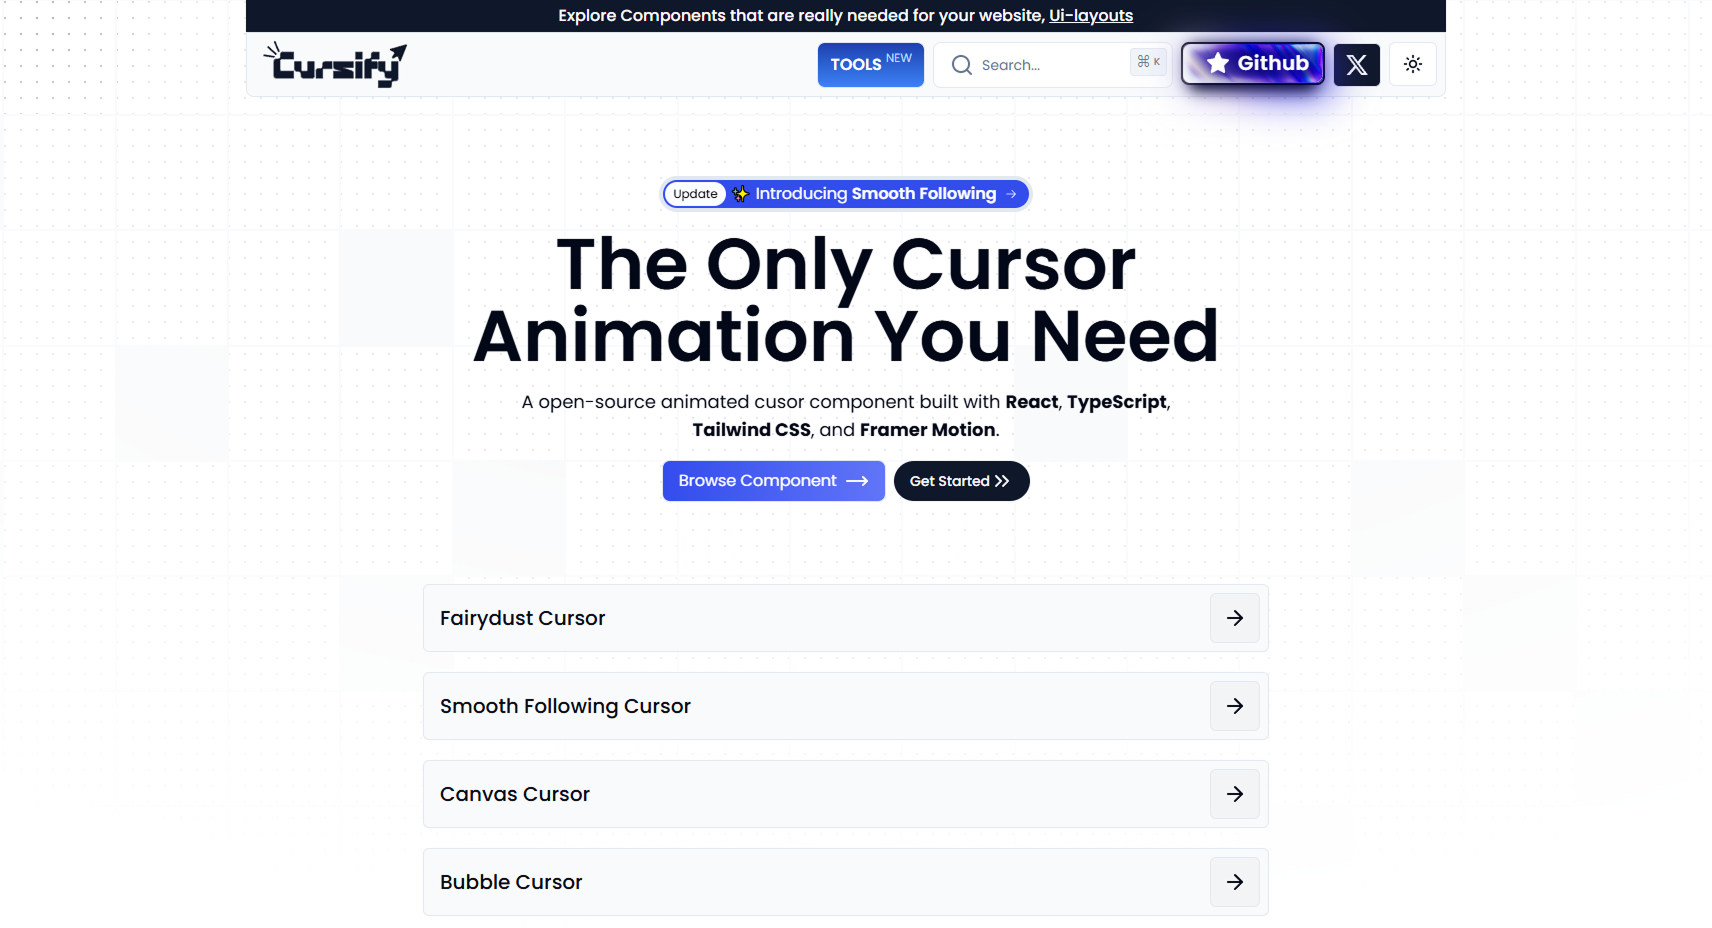 Explore Components that are really needed for your website, Ui-layouts
Cursify
TOOLS NEW
Search...
⌘ K
Github
Update ✨ Introducing Smooth Following →
The Only Cursor
Animation You Need
A open-source animated cusor component built with React, TypeScript,
Tailwind CSS, and Framer Motion.
Browse Component
Get Started
Fairydust Cursor
Smooth Following Cursor
Canvas Cursor
Bubble Cursor